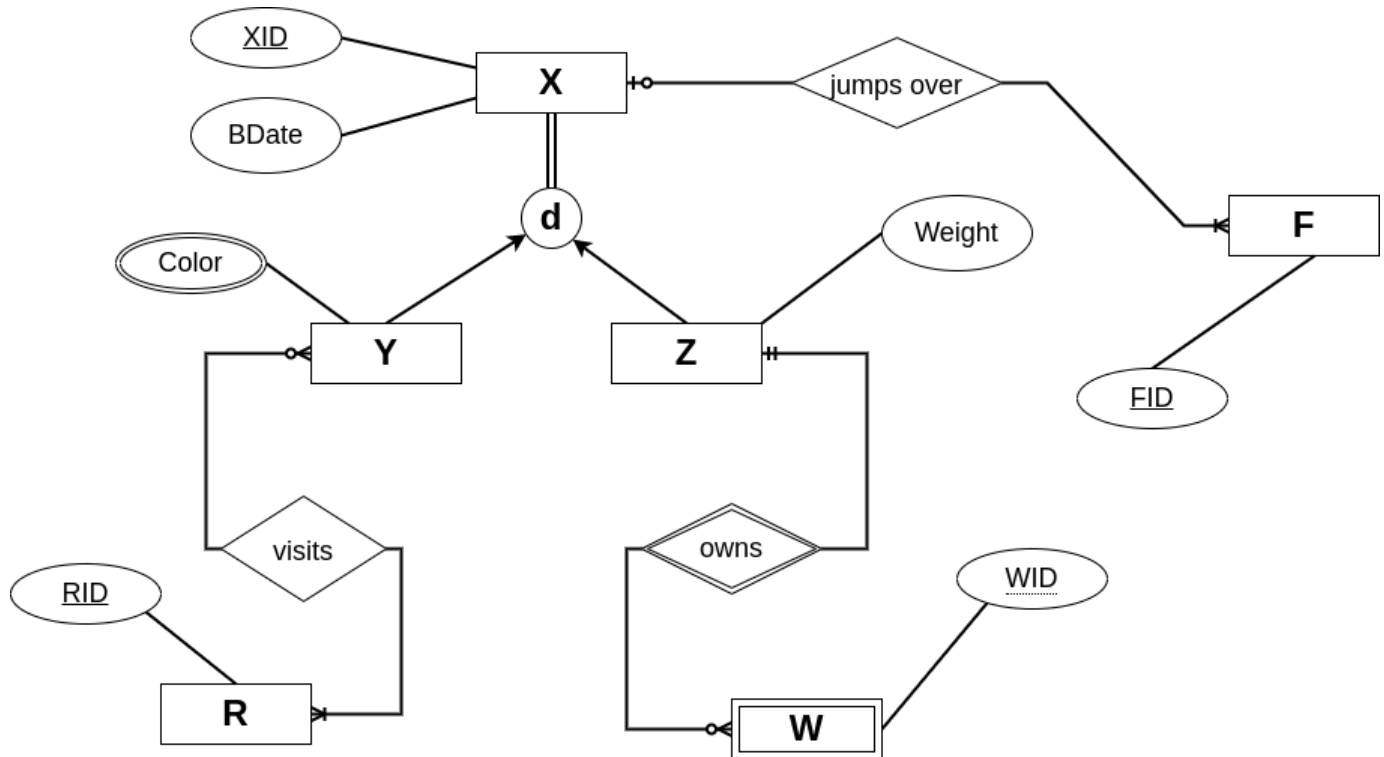 XID
X
jumps over
BDate
d
Weight
F
Color
Y
Z
FID
visits
owns
WID
RID
R
W